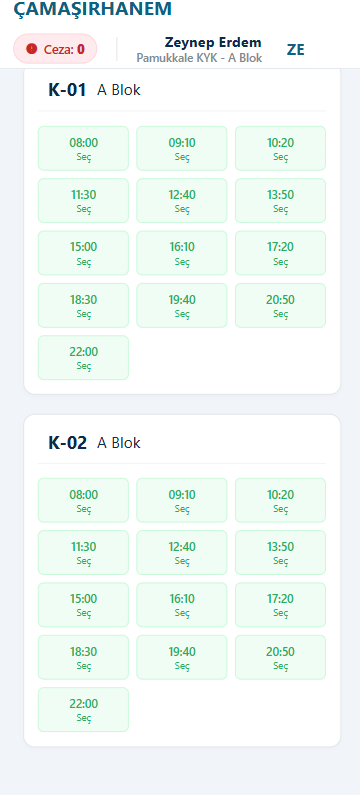 ÇAMAŞIRHANEM
Ceza: 0
Zeynep Erdem
Pamukkale KYK - A Blok
ZE
K-01 A Blok
08:00 09:10 10:20
Seç Seç Seç
11:30 12:40 13:50
Seç Seç Seç
15:00 16:10 17:20
Seç Seç Seç
18:30 19:40 20:50
Seç Seç Seç
22:00
Seç
K-02 A Blok
08:00 09:10 10:20
Seç Seç Seç
11:30 12:40 13:50
Seç Seç Seç
15:00 16:10 17:20
Seç Seç Seç
18:30 19:40 20:50
Seç Seç Seç
22:00
Seç